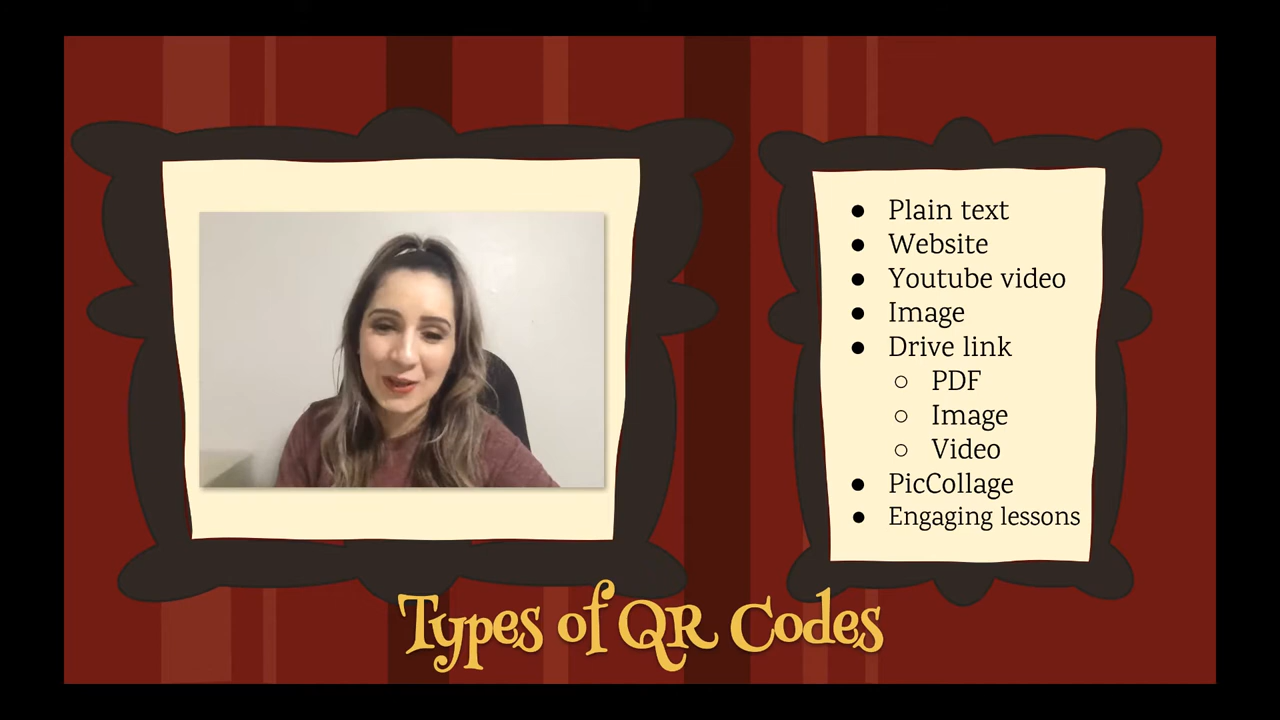 Plain text
Website
Youtube video
Image
Drive link
PDF
Image
Video
PicCollage
Engaging lessons
Types of QR Codes